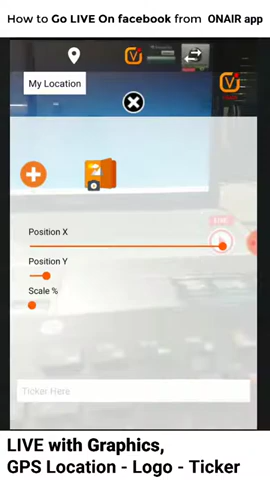 How to Go LIVE On facebook from ONAIR app
My Location
Position X
LIVE
Position Y
Scale %
Ticker Here
LIVE with Graphics,
GPS Location - Logo - Ticker